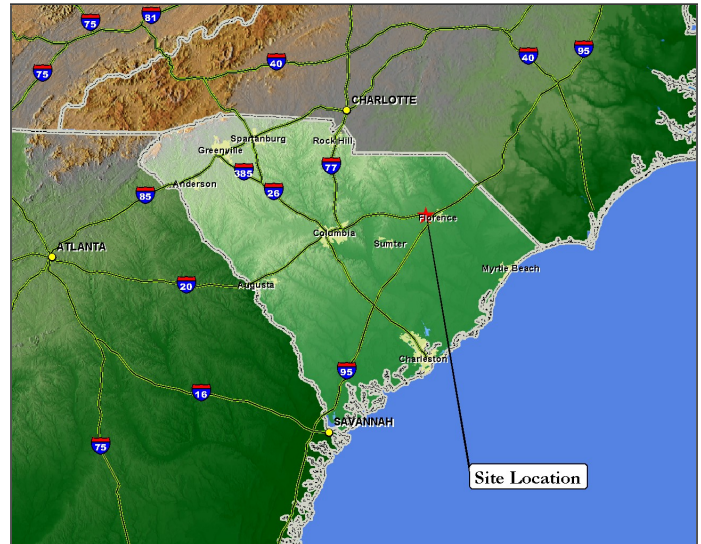 81
75
95
40
40
75
CHARLOTTE
Spartanburg
Rock Hill
Greenville
77
385
Anderson
26
85
Florence
Columbia
Sumter
ATLANTA
Myrtle Beach
20
Augusta
Charleston
95
16
SAVANNAH
75
Site Location